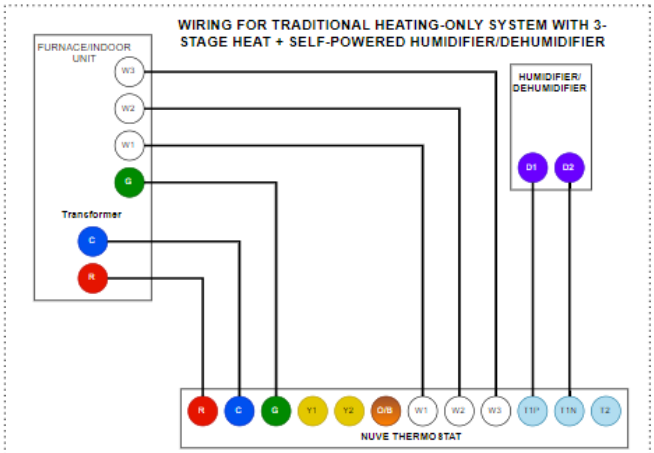 WIRING FOR TRADITIONAL HEATING-ONLY SYSTEM WITH 3-
STAGE HEAT + SELF-POWERED HUMIDIFIER/DEHUMIDIFIER
FURNACE/INDOOR
UNIT
W3
W2
W1
G
Transformer
C
R
HUMIDIFIER/
DEHUMIDIFIER
D1 D2
R C G Y1 Y2 O/B W1 W2 W3 T1P T1N T2
NUVE THERMOSTAT